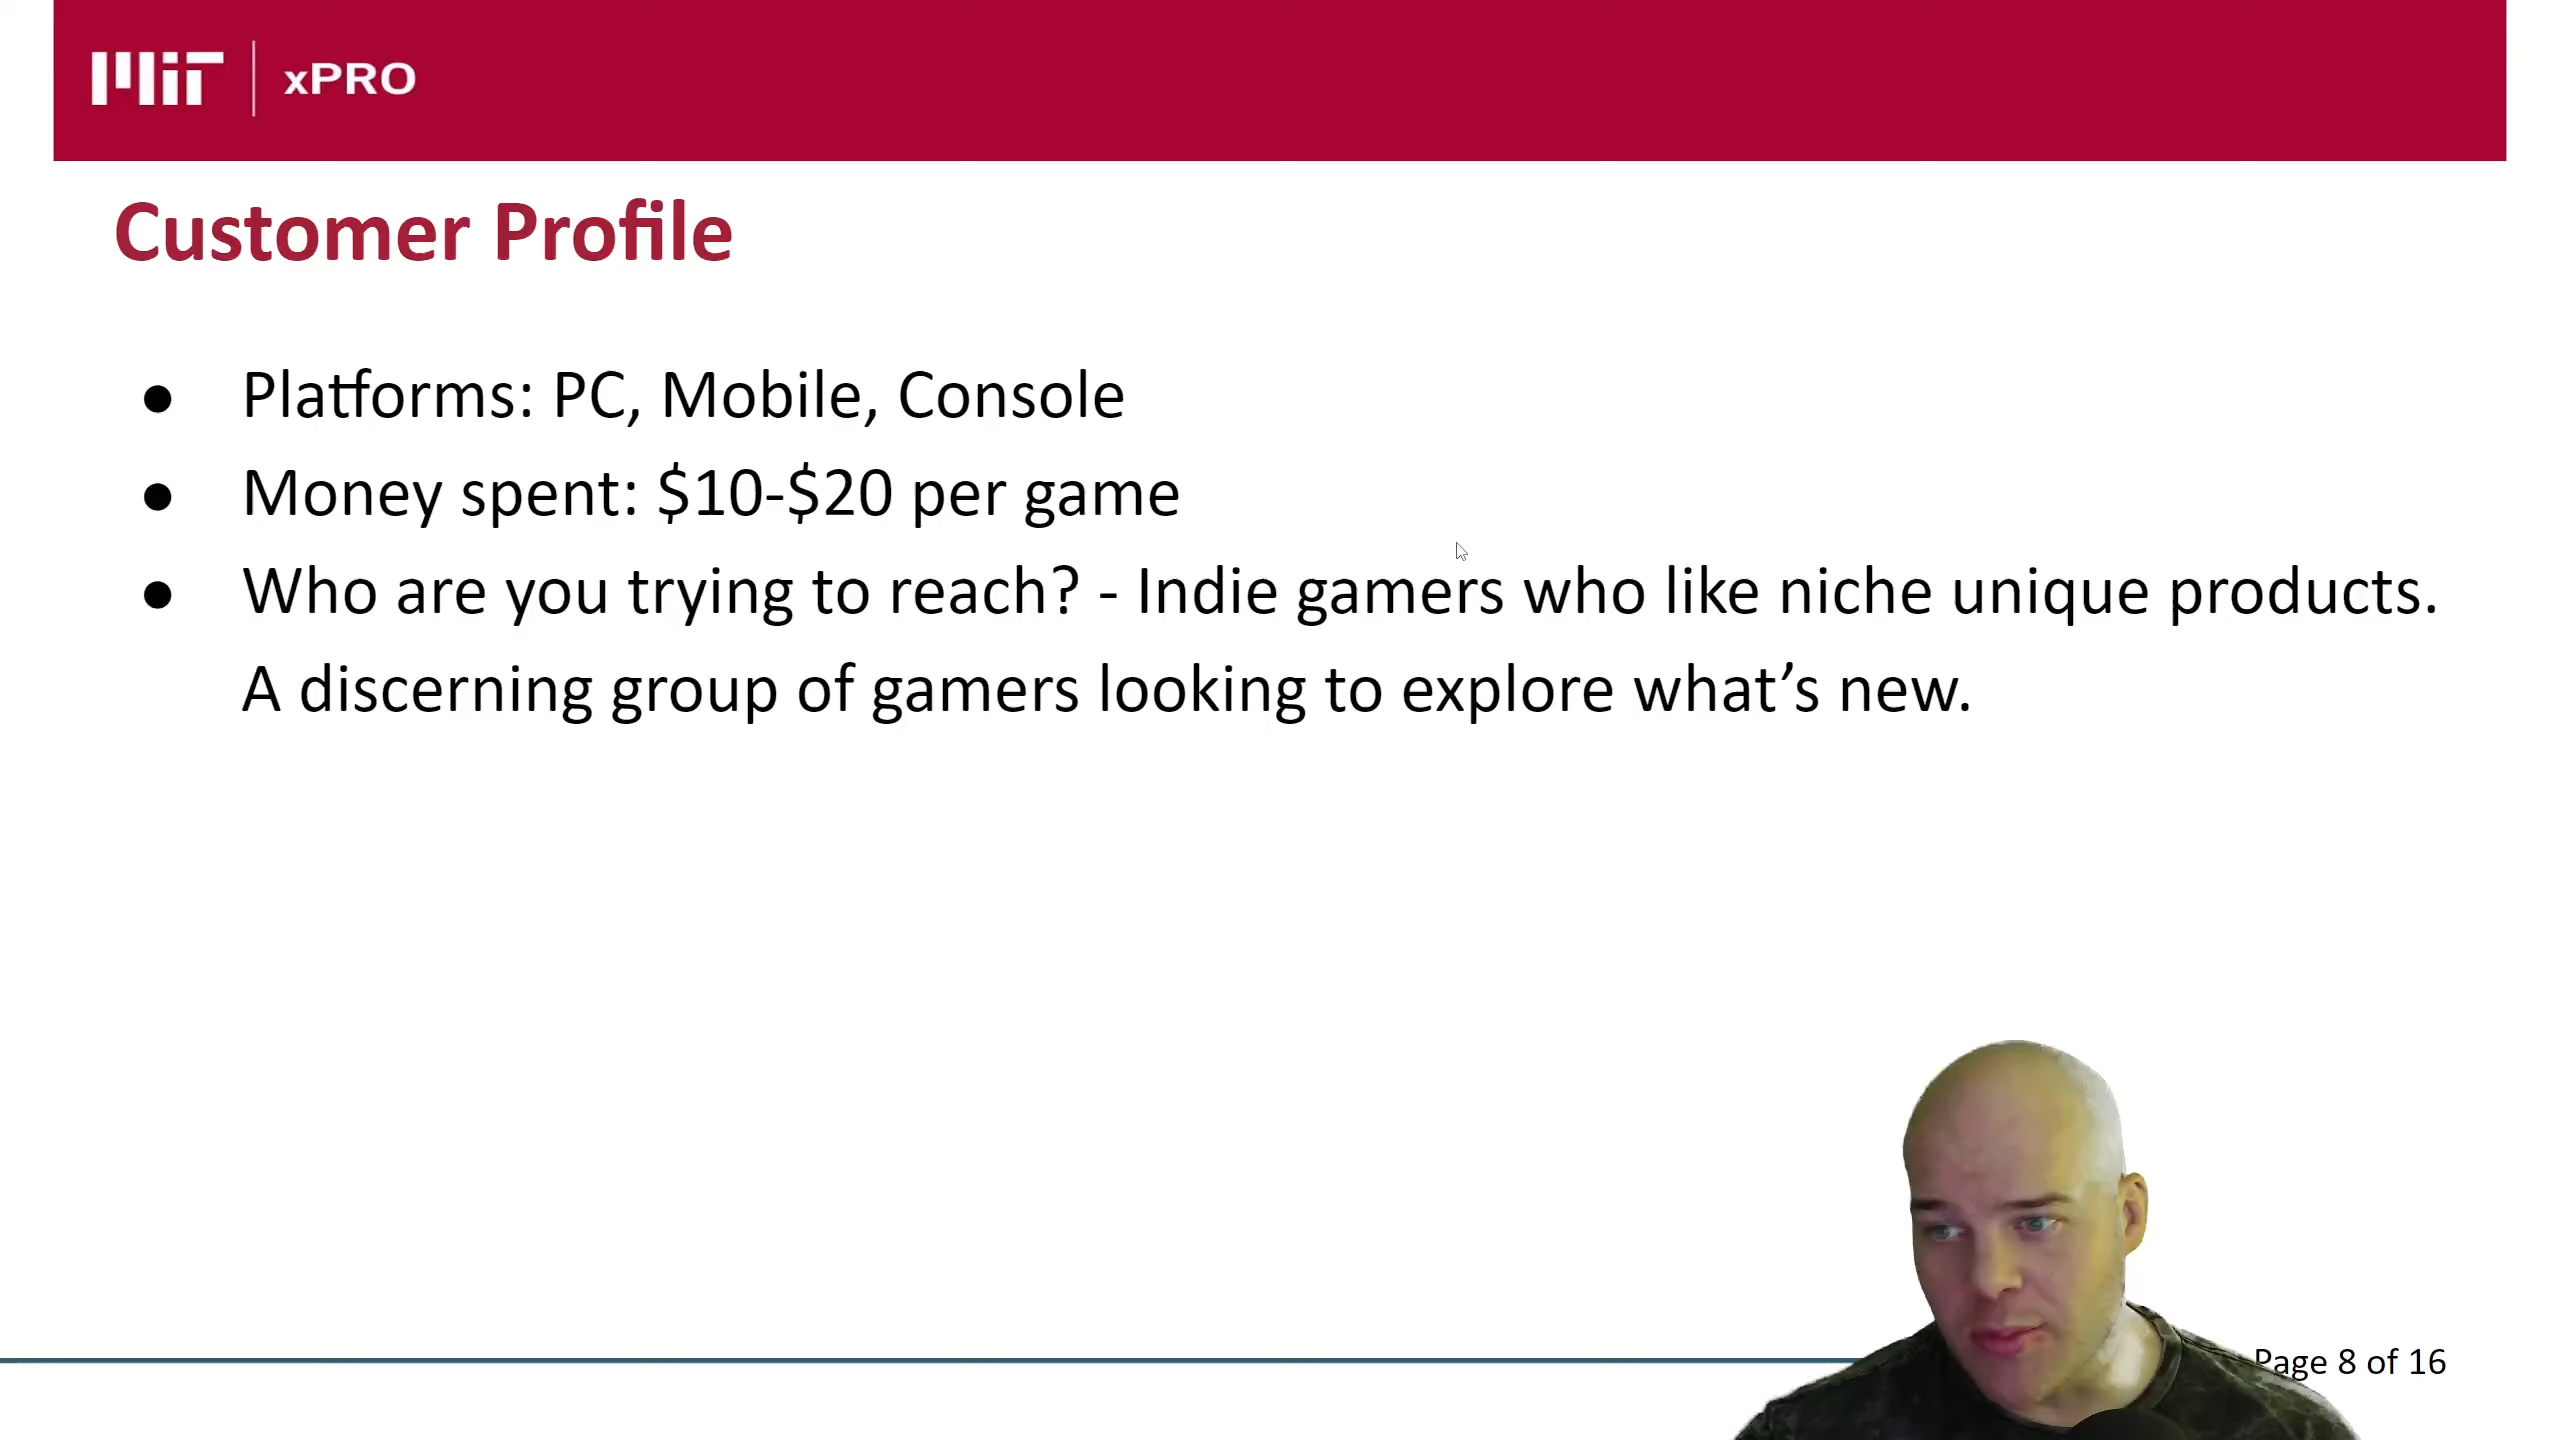 MIT xPRO
Customer Profile
● Platforms: PC, Mobile, Console
● Money spent: $10-$20 per game
● Who are you trying to reach? - Indie gamers who like niche unique products.
A discerning group of gamers looking to explore what’s new.
Page 8 of 16